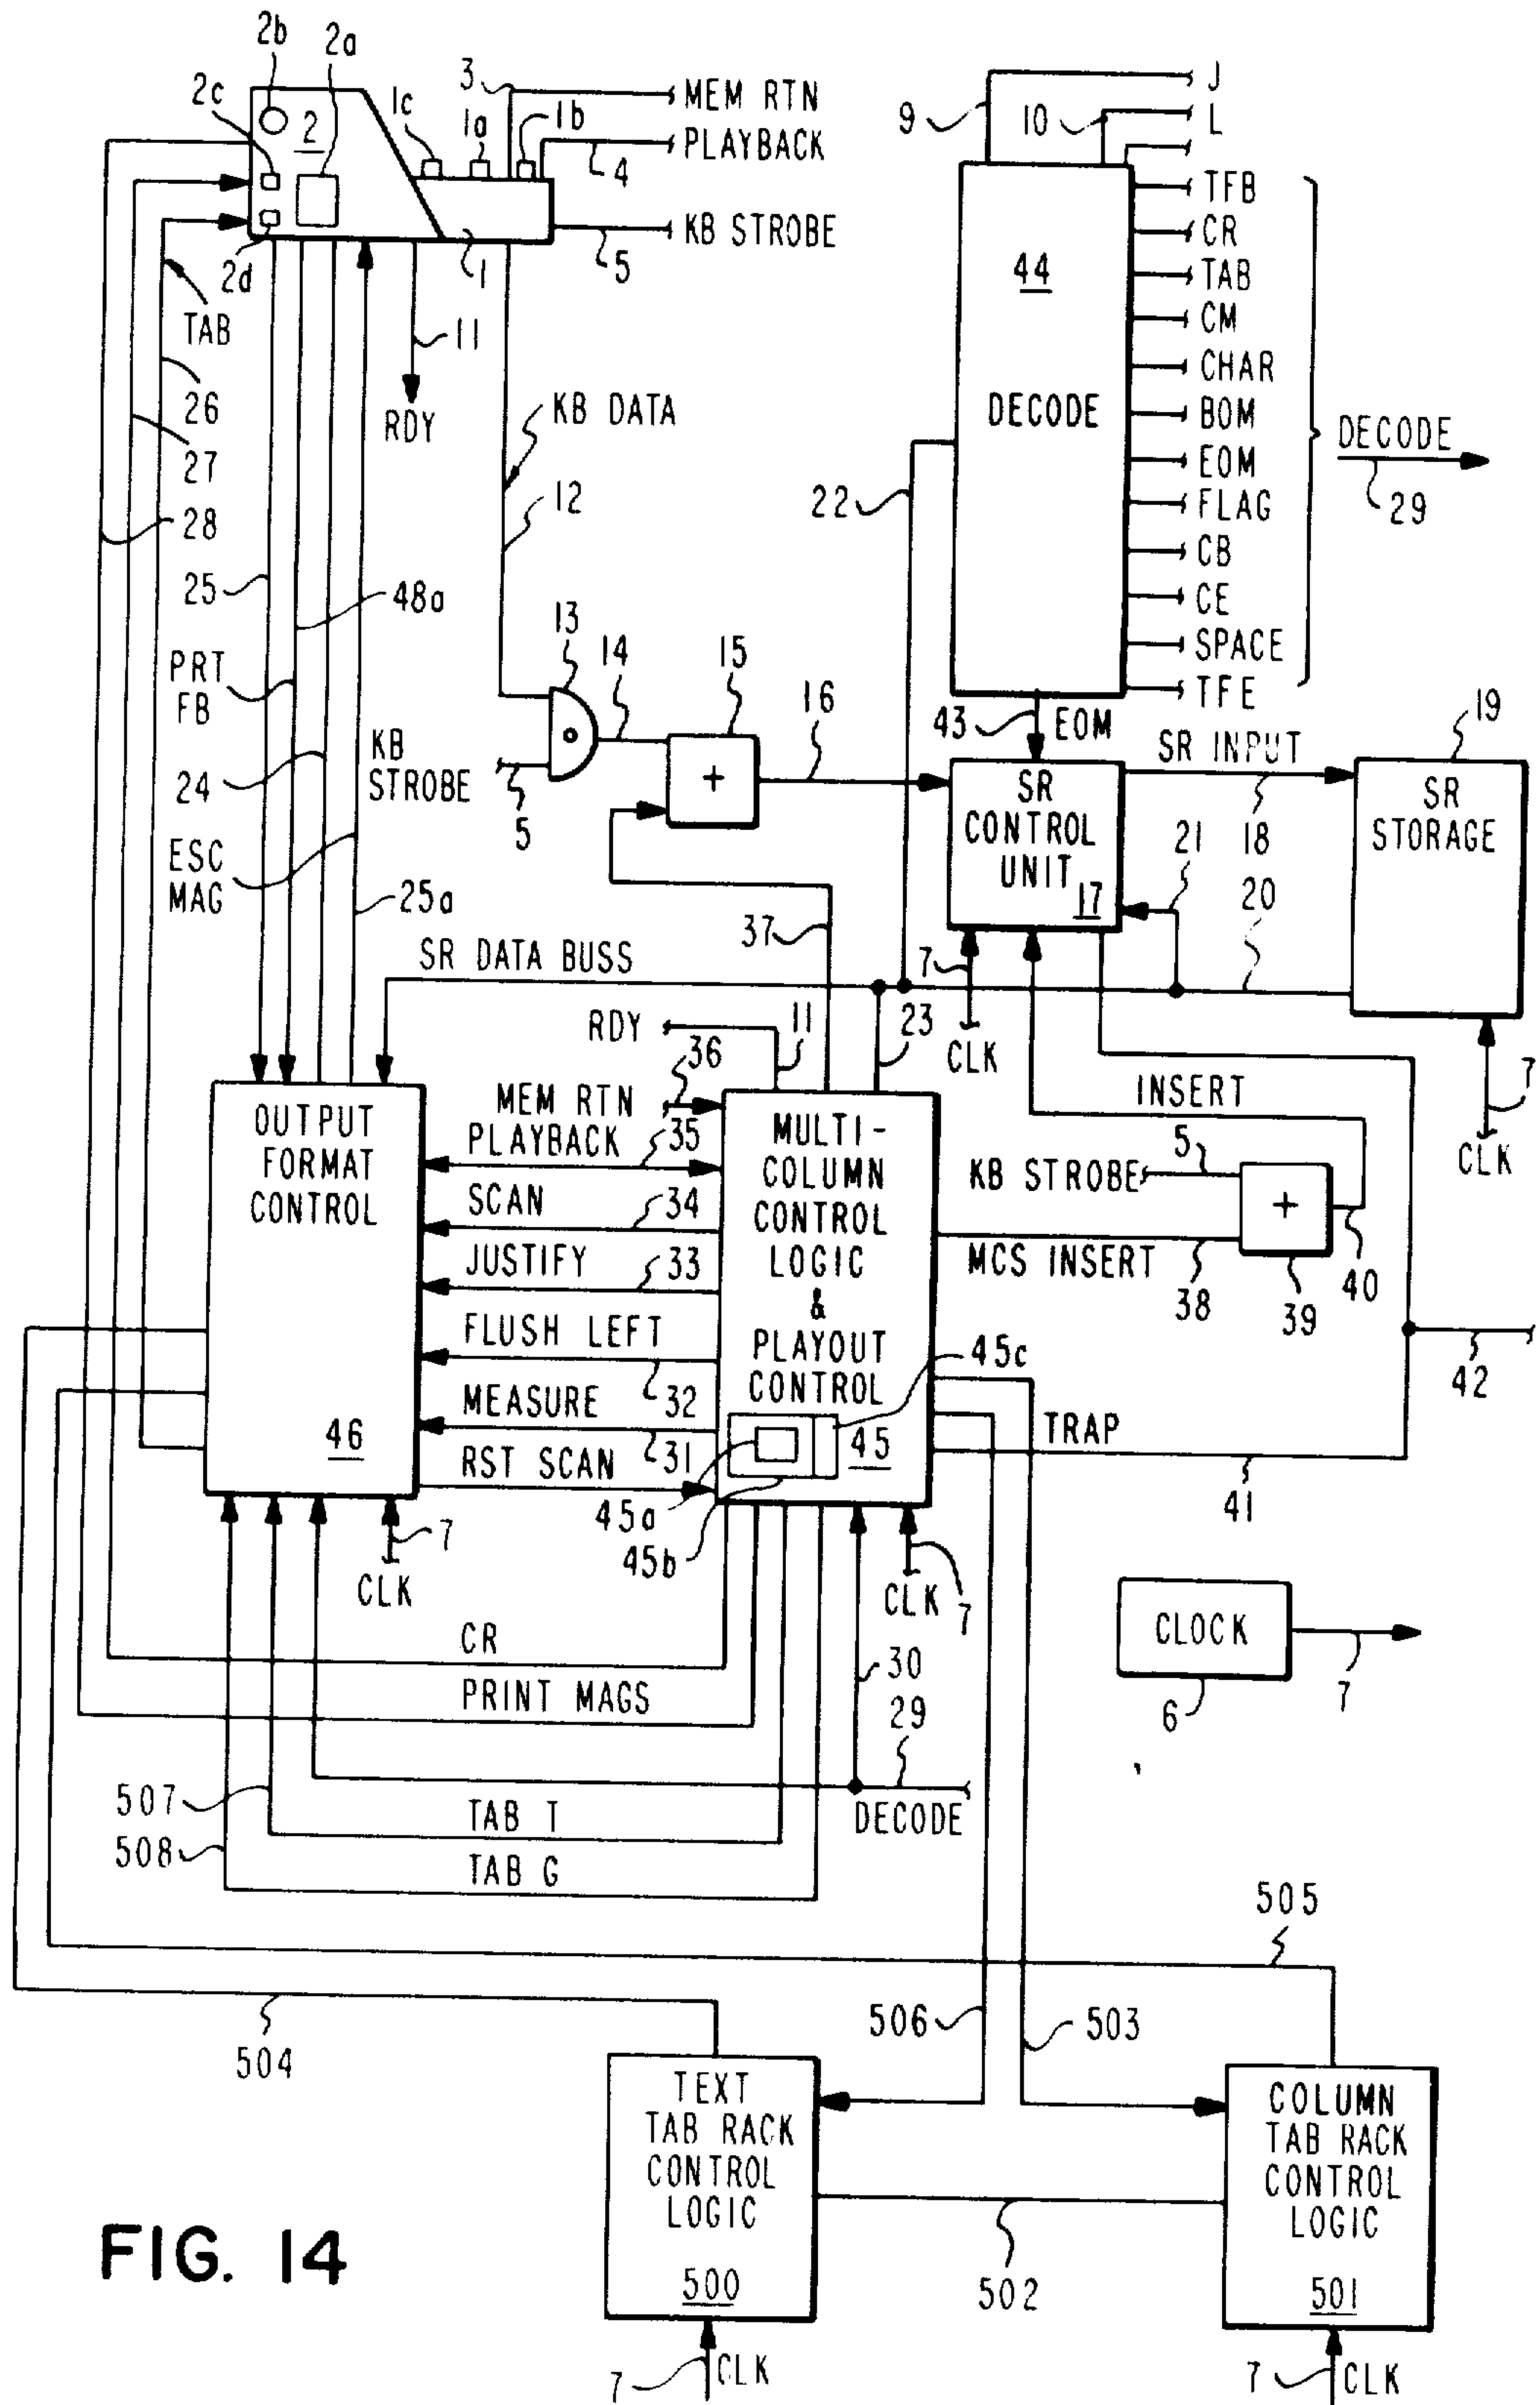 2b
2a
2c
2
1c
1a
3
1b
MEM RTN
PLAYBACK
4
KB STROBE
5
1
2d
TAB
26
27
28
11
RDY
KB DATA
12
25
48a
PRT
FB
24
KB
STROBE
ESC
MAG
25a
13
14
15
16
5
+
37
9
10
J
L
TFB
CR
TAB
CM
CHAR
BOM
EOM
FLAG
CB
CE
SPACE
TFE
44
DECODE
DECODE
29
22
43
EOM
SR INPUT
19
SR
CONTROL
UNIT
17
18
21
20
SR
STORAGE
7
CLK
7
CLK
SR DATA BUSS
RDY
11
23
36
MEM RTN
PLAYBACK
35
SCAN
34
JUSTIFY
33
FLUSH LEFT
32
MEASURE
31
RST SCAN
OUTPUT
FORMAT
CONTROL
46
MULTI-
COLUMN
CONTROL
LOGIC
&
PLAYOUT
CONTROL
45
45c
45a
45b
INSERT
KB STROBE
5
+
MCS INSERT
38
39
40
42
TRAP
41
7
CLK
CLK
7
CLOCK
6
7
CR
PRINT MAGS
30
29
DECODE
507
508
TAB T
TAB G
505
506
503
504
TEXT
TAB RACK
CONTROL
LOGIC
500
COLUMN
TAB RACK
CONTROL
LOGIC
501
502
7
CLK
7
CLK
FIG. 14